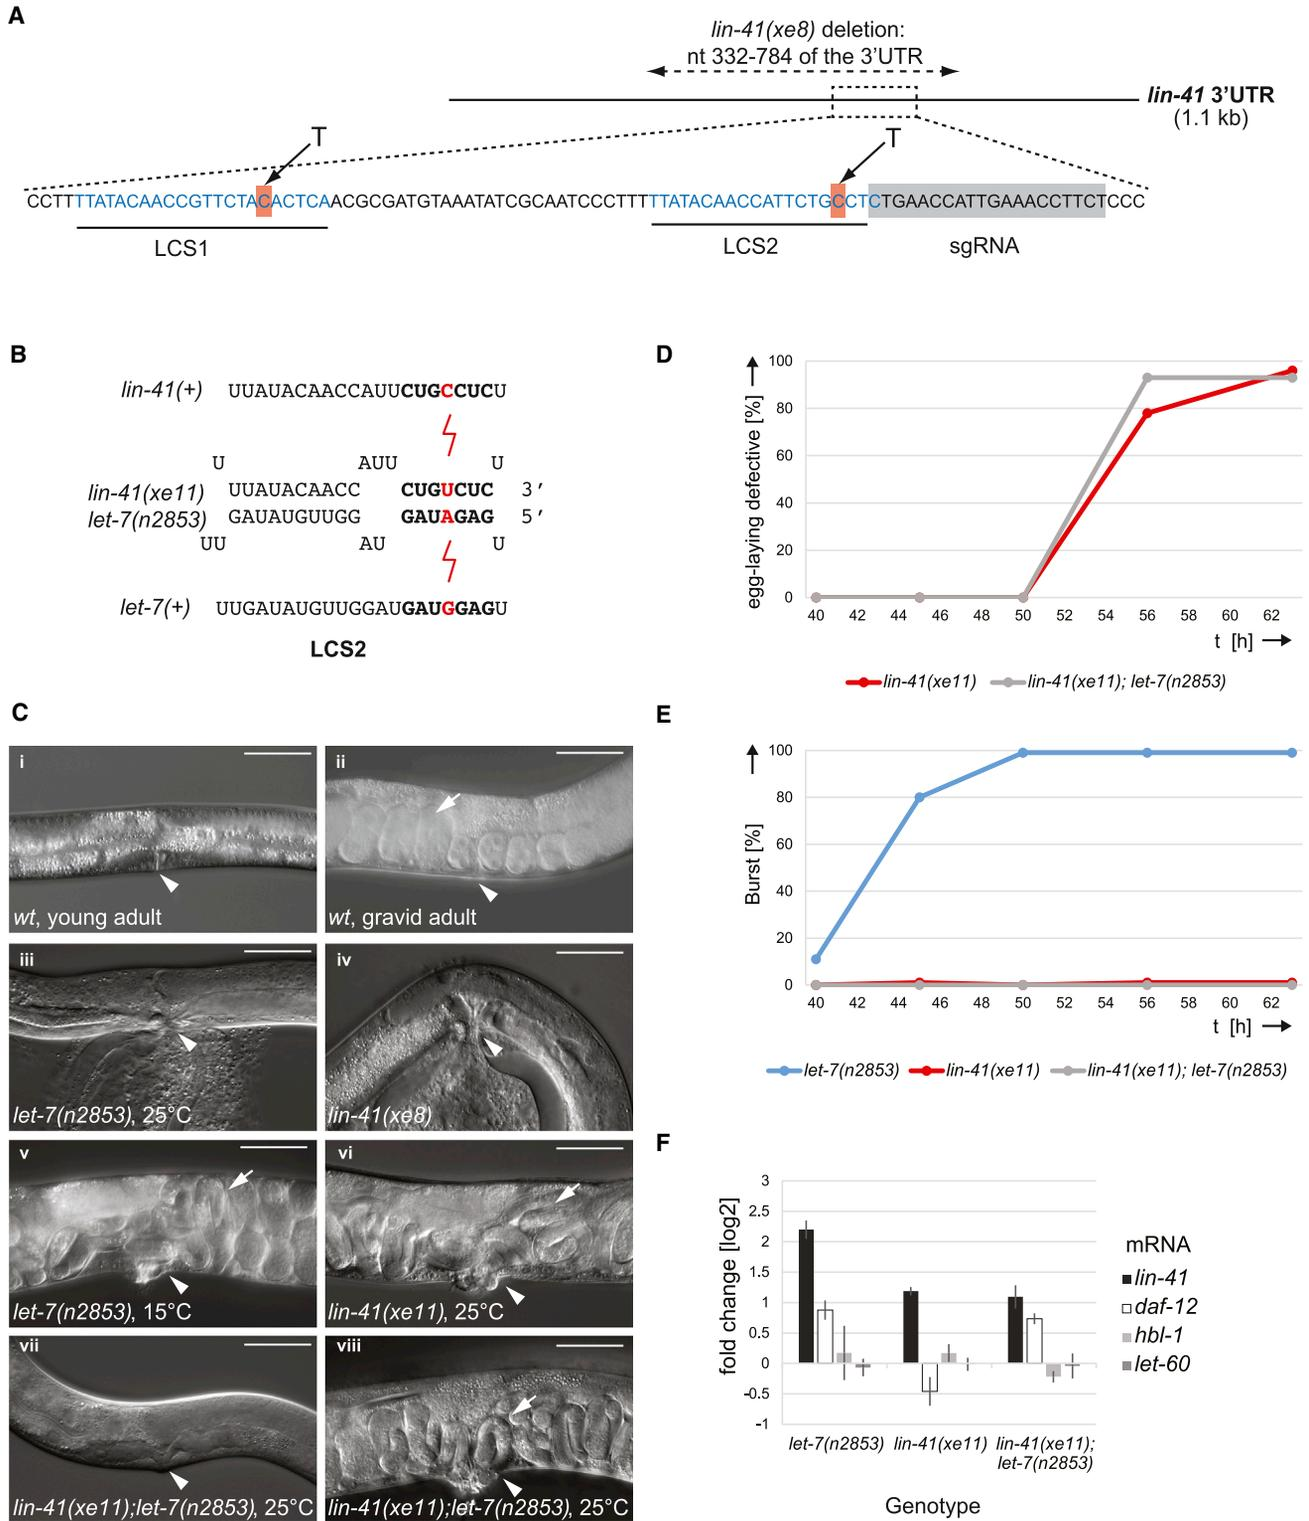 A
lin-41(xe8) deletion:
nt 332-784 of the 3'UTR
lin-41 3'UTR
(1.1 kb)
T
T
CCTTTTATACAACCGTTCTACACTCAACGCGATGTAAATATCGCAATCCCTTTTTATACAACCATTCTGCCTCTGAACCATTGAAACCTTCTCCC
LCS1
LCS2
sgRNA
B
lin-41(+) UUAUACAACCAUUCUGCCUCU
U AUU U
lin-41(xe11) UUAUACAACC CUGUCUC 3'
let-7(n2853) GAUAUGUUGG GAUAGAG 5'
UU AU U
let-7(+) UUGAUAUGUUGGAUGAUGGAGU
LCS2
C
i
wt, young adult
ii
wt, gravid adult
iii
let-7(n2853), 25°C
iv
lin-41(xe8)
v
let-7(n2853), 15°C
vi
lin-41(xe11), 25°C
vii
lin-41(xe11);let-7(n2853), 25°C
viii
lin-41(xe11);let-7(n2853), 25°C
D
egg-laying defective [%]
100
80
60
40
20
0
40 42 44 46 48 50 52 54 56 58 60 62
t [h]
lin-41(xe11) lin-41(xe11); let-7(n2853)
E
Burst [%]
100
80
60
40
20
0
40 42 44 46 48 50 52 54 56 58 60 62
t [h]
let-7(n2853) lin-41(xe11) lin-41(xe11); let-7(n2853)
F
fold change [log2]
3
2.5
2
1.5
1
0.5
0
-0.5
-1
let-7(n2853) lin-41(xe11) lin-41(xe11);
let-7(n2853)
Genotype
mRNA
lin-41
daf-12
hbl-1
let-60